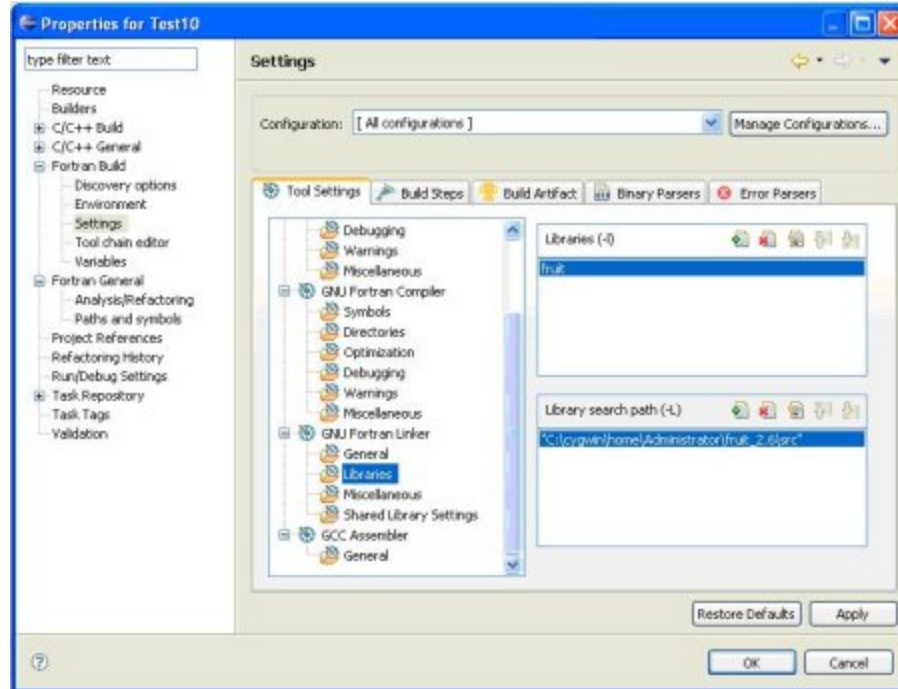 Properties for Test10
type filter text
Resource
Builders
C/C++ Build
C/C++ General
Fortran Build
Discovery options
Environment
Settings
Tool chain editor
Variables
Fortran General
Analysis/Refactoring
Paths and symbols
Project References
Refactoring History
Run/Debug Settings
Task Repository
Task Tags
Validation
Settings
Configuration: [ All configurations ] Manage Configurations...
Tool Settings Build Steps Build Artifact Binary Parsers Error Parsers
Debugging
Warnings
Miscellaneous
GNU Fortran Compiler
Symbols
Directories
Optimization
Debugging
Warnings
Miscellaneous
GNU Fortran Linker
General
Libraries
Miscellaneous
Shared Library Settings
GCC Assembler
General
Libraries (-l)
fruit
Library search path (-L)
"C:\cygwin\home\Administrator\fruit_2.6\src"
Restore Defaults Apply
OK Cancel